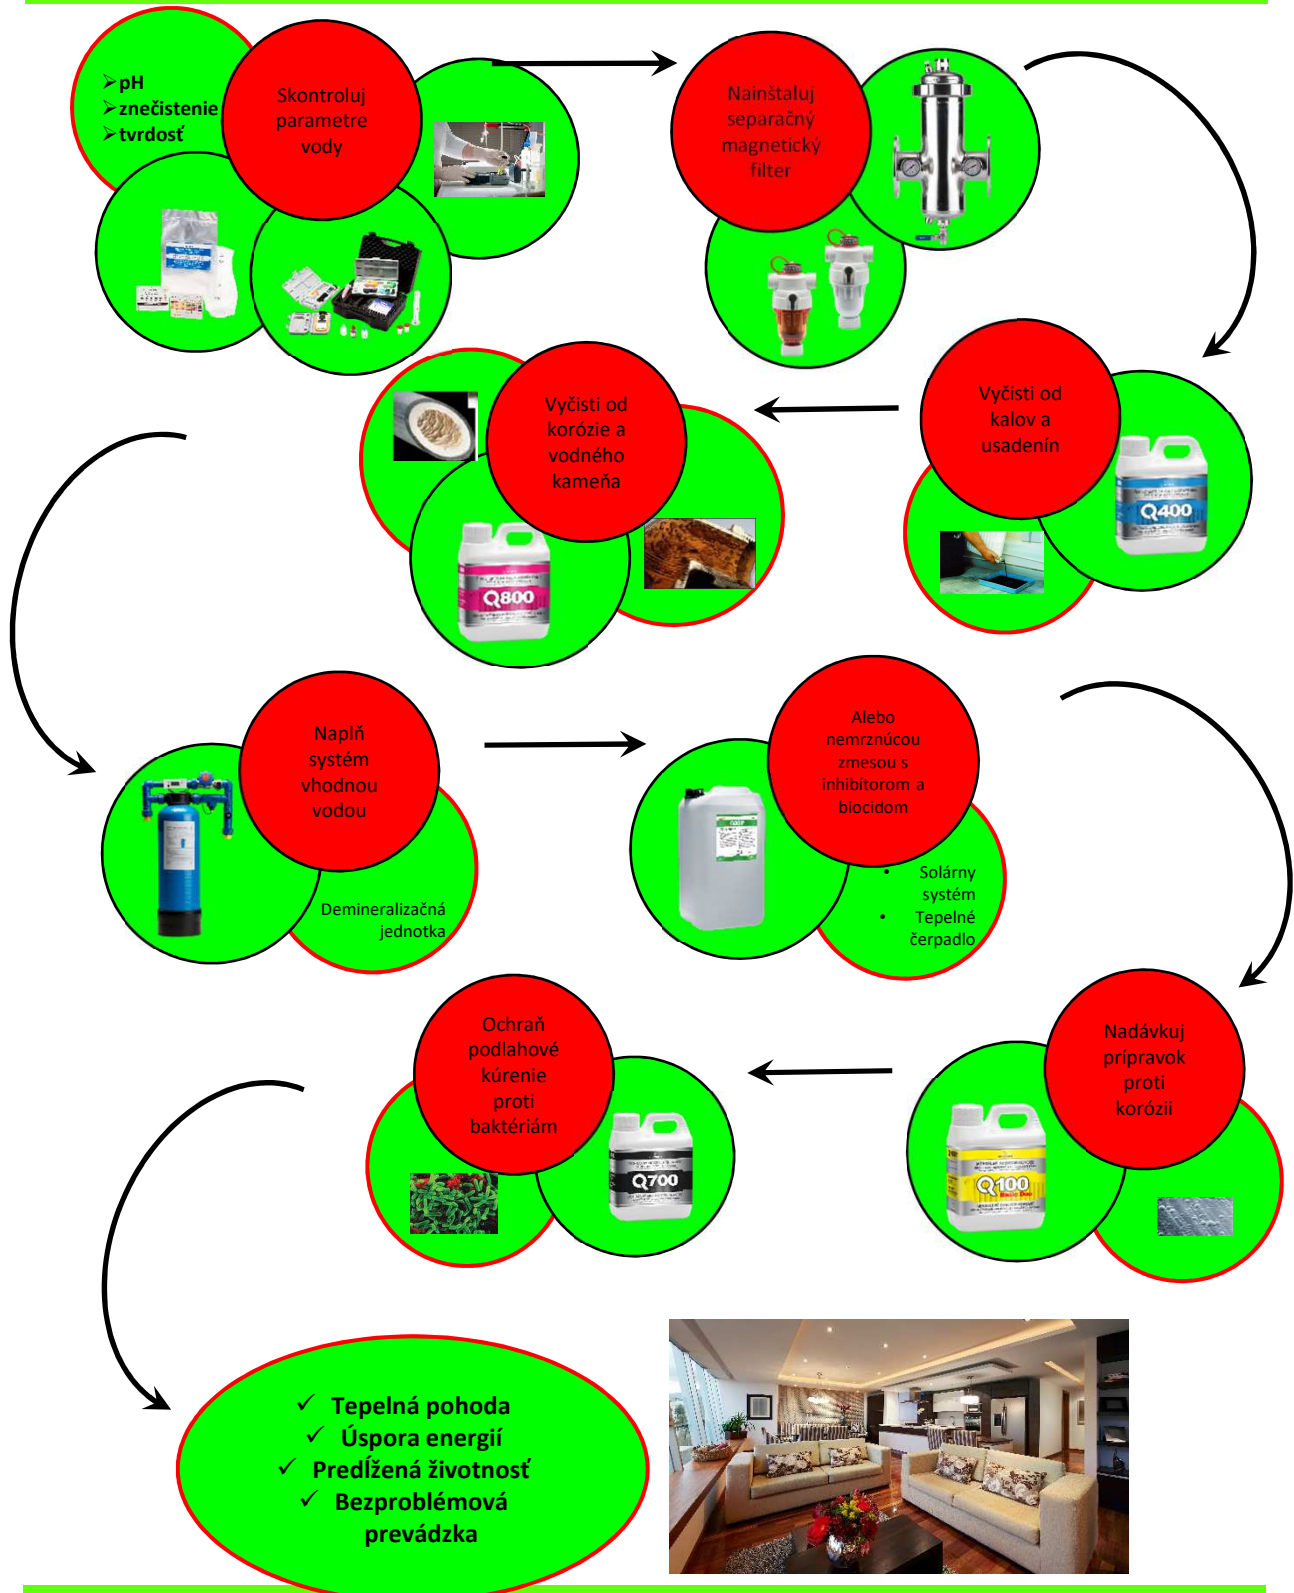 pH
znečistenie
tvrdosť
Skontroluj
parametre
vody
Nainštaluj
separačný
magnetický
filter
Vyčisti od
kalov a
usadenín
Q400
Vyčisti od
korózie a
vodného
kameňa
Q800
Naplň
systém
vhodnou
vodou
Demineralizačná
jednotka
Alebo
nemrznúcou
zmesou s
inhibítorom a
biocidom
• Solárny
systém
• Tepelné
čerpadlo
Nadávkuj
prípravok
proti
korózii
Q100
Ochraň
podlahové
kúrenie
proti
baktériám
Q700
✓ Tepelná pohoda
✓ Úspora energií
✓ Predĺžená životnosť
✓ Bezproblémová
prevádzka